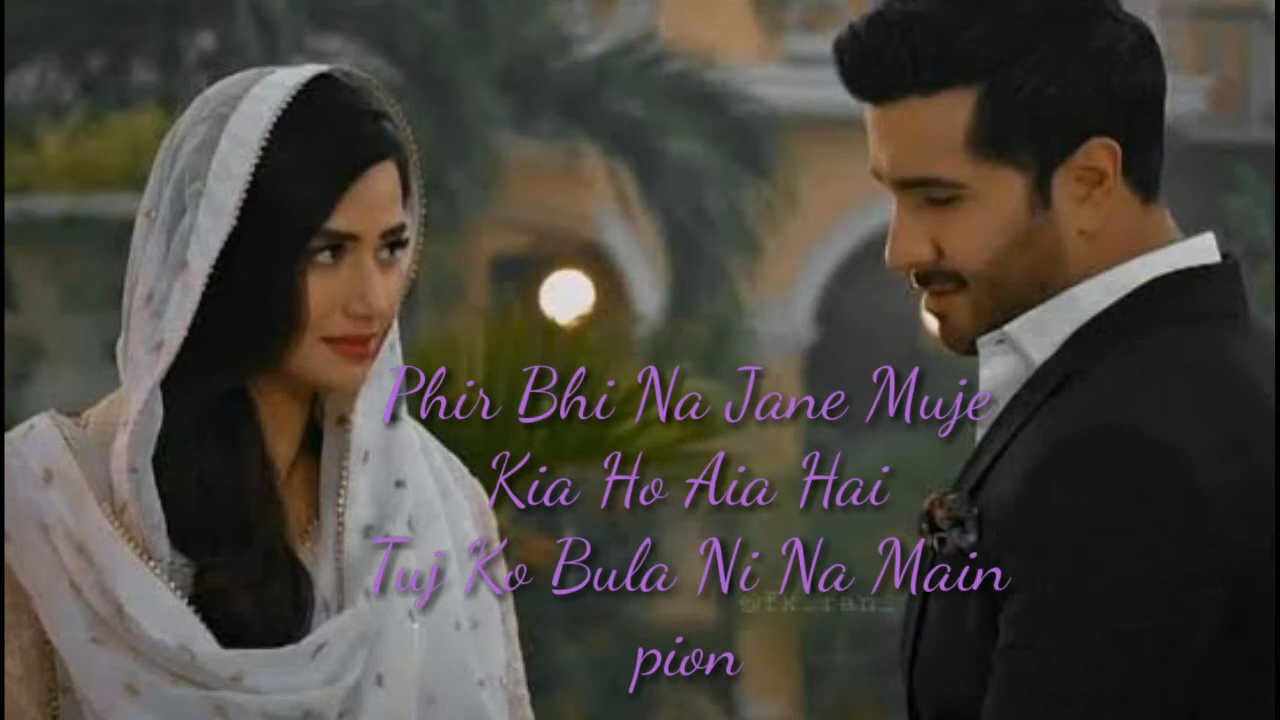 Phir Bhi Na Jane Muje
Kia Ho Aia Hai
Tuj Ko Bula Ni Na Main
pion